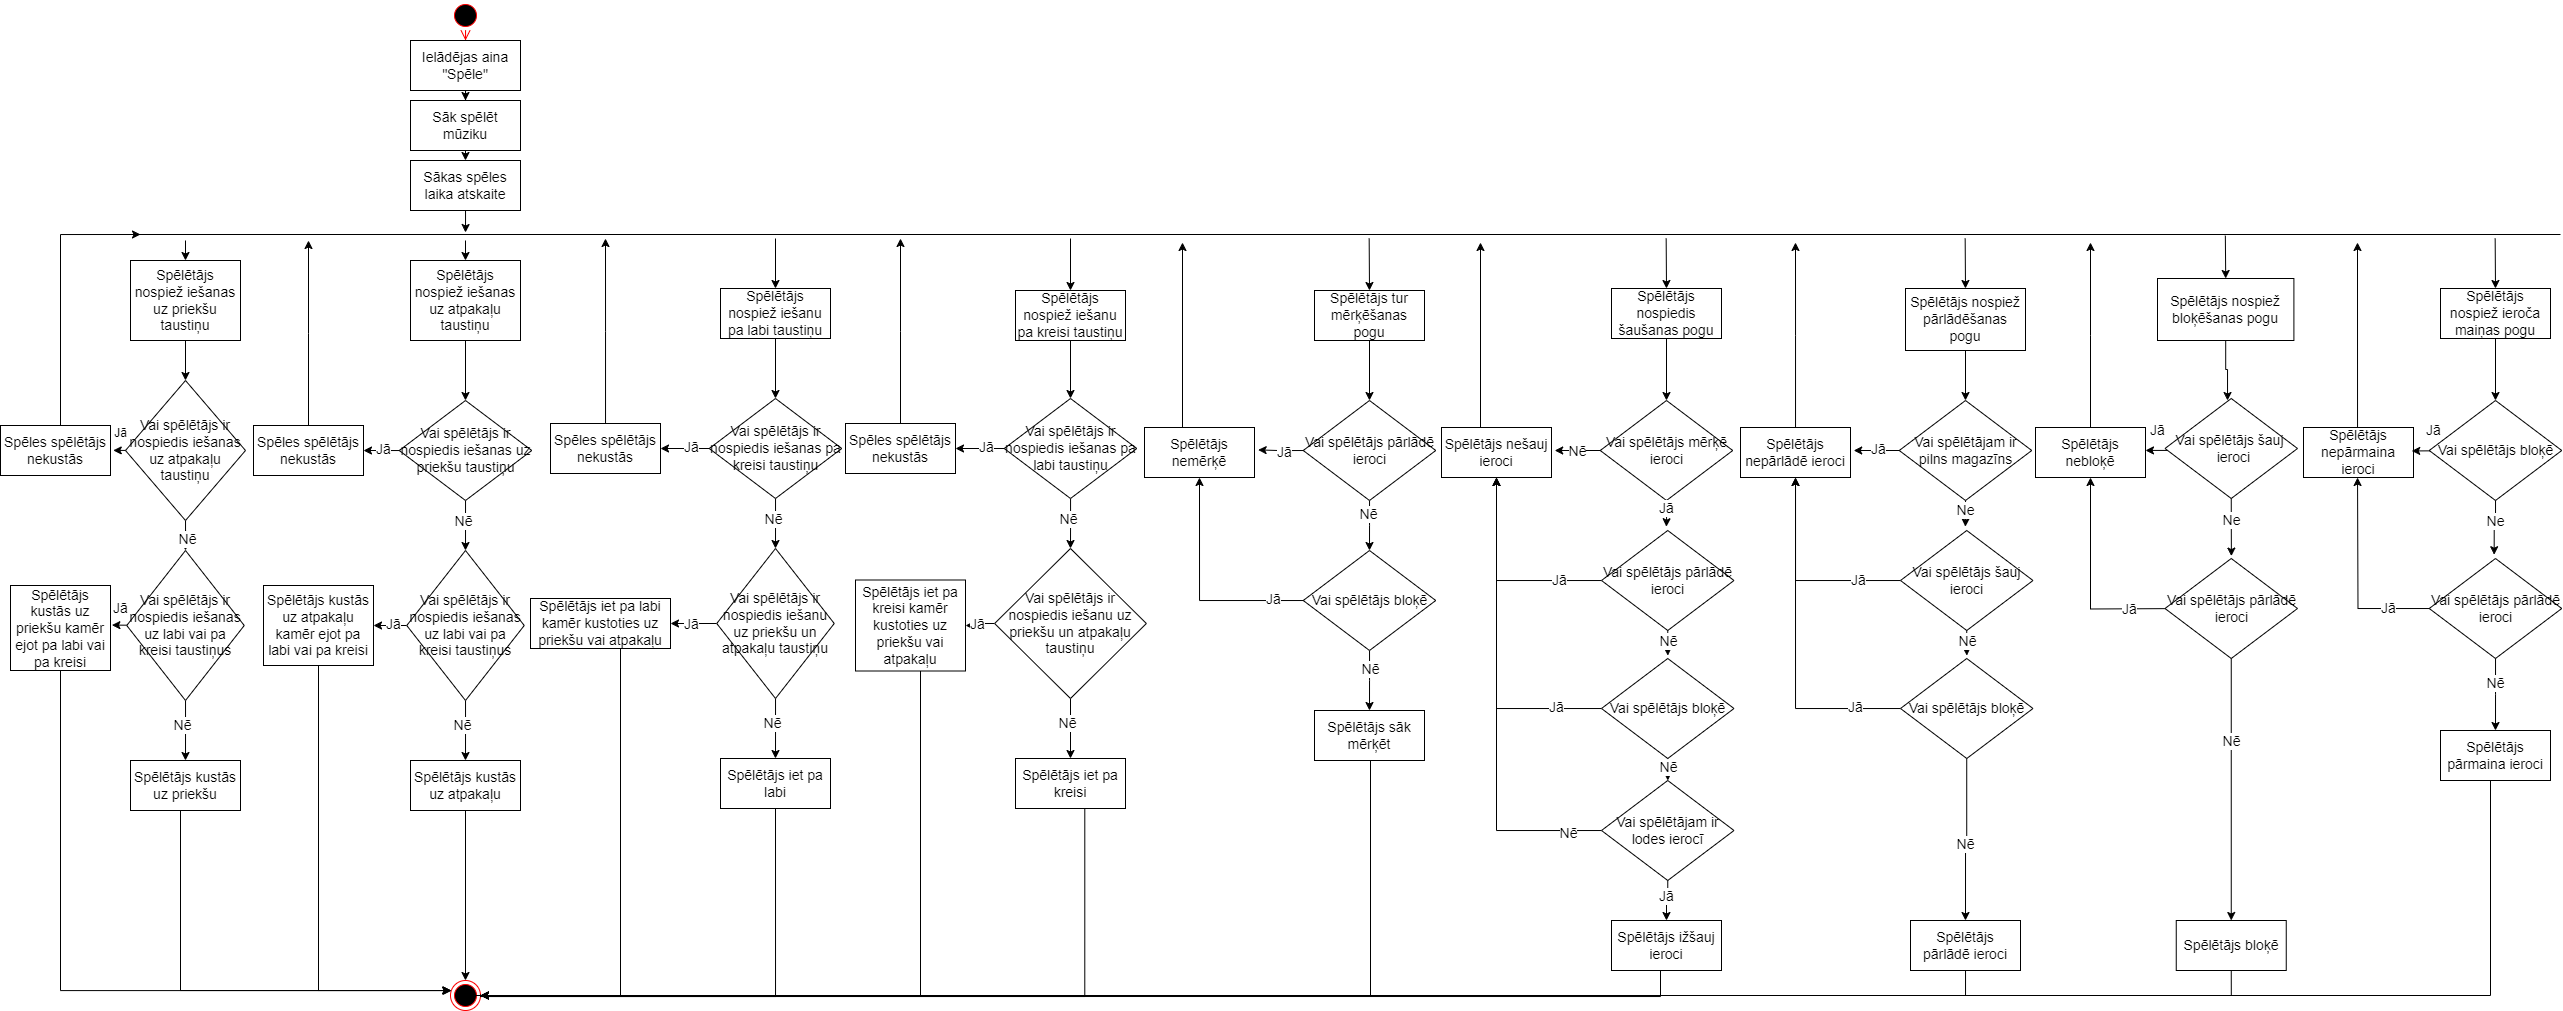 Ielādējas aina
"Spēle"
Sāk spēlēt
mūziku
Sākas spēles
laika atskaite
Spēlētājs
nospiež iešanas
uz priekšu
taustiņu
Vai spēlētājs ir
nospiedis iešanas
uz atpakaļu
taustiņu
Jā
Spēles spēlētājs
nekustās
Nē
Vai spēlētājs ir
nospiedis iešanas
uz labi vai pa
kreisi taustiņus
Jā
Spēlētājs
kustās uz
priekšu kamēr
ejot pa labi vai
pa kreisi
Nē
Spēlētājs kustās
uz priekšu
Spēlētājs
nospiež iešanas
uz atpakaļu
taustiņu
Vai spēlētājs ir
nospiedis iešanas uz
priekšu taustiņu
Jā
Spēles spēlētājs
nekustās
Nē
Vai spēlētājs ir
nospiedis iešanas
uz labi vai pa
kreisi taustiņus
Jā
Spēlētājs kustās
uz atpakaļu
kamēr ejot pa
labi vai pa kreisi
Nē
Spēlētājs kustās
uz atpakaļu
Spēlētājs
nospiež iešanu
pa labi taustiņu
Vai spēlētājs ir
nospiedis iešanas pa
kreisi taustiņu
Jā
Spēles spēlētājs
nekustās
Nē
Vai spēlētājs ir
nospiedis iešanu
uz priekšu un
atpakaļu taustiņu
Jā
Spēlētājs iet pa labi
kamēr kustoties uz
priekšu vai atpakaļu
Nē
Spēlētājs iet pa
labi
Spēlētājs
nospiež iešanu
pa kreisi taustiņu
Vai spēlētājs ir
nospiedis iešanas pa
labi taustiņu
Jā
Spēles spēlētājs
nekustās
Nē
Vai spēlētājs ir
nospiedis iešanu uz
priekšu un atpakaļu
taustiņu
Jā
Spēlētājs iet pa
kreisi kamēr
kustoties uz
priekšu vai
atpakaļu
Nē
Spēlētājs iet pa
kreisi
Spēlētājs tur
mērķēšanas
pogu
Vai spēlētājs pārlādē
ieroci
Jā
Spēlētājs
nemērķē
Nē
Vai spēlētājs bloķē
Jā
Nē
Spēlētājs sāk
mērķēt
Spēlētājs
nospiedis
šaušanas pogu
Vai spēlētājs mērķē
ieroci
Nē
Spēlētājs nešauj
ieroci
Jā
Vai spēlētājs pārlādē
ieroci
Jā
Nē
Vai spēlētājs bloķē
Jā
Nē
Vai spēlētājam ir
lodes ierocī
Nē
Jā
Spēlētājs ižšauj
ieroci
Spēlētājs nospiež
pārlādēšanas
pogu
Vai spēlētājam ir
pilns magazīns
Jā
Spēlētājs
nepārlādē ieroci
Ne
Vai spēlētājs šauj
ieroci
Jā
Nē
Vai spēlētājs bloķē
Jā
Nē
Spēlētājs
pārlādē ieroci
Spēlētājs nospiež
bloķēšanas pogu
Vai spēlētājs šauj
ieroci
Jā
Spēlētājs
nebloķē
Ne
Vai spēlētājs pārlādē
ieroci
Jā
Nē
Spēlētājs bloķē
Spēlētājs
nospiež ieroča
maiņas pogu
Vai spēlētājs bloķē
Jā
Spēlētājs
nepārmaina
ieroci
Ne
Vai spēlētājs pārlādē
ieroci
Jā
Nē
Spēlētājs
pārmaina ieroci